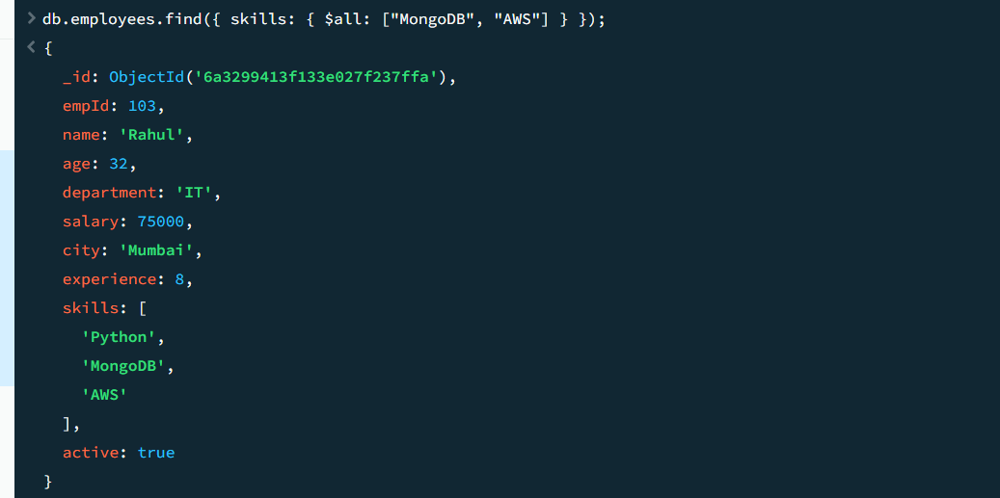 > db.employees.find({ skills: { $all: ["MongoDB", "AWS"] } });
< {
_id: ObjectId('6a3299413f133e027f237ffa'),
empId: 103,
name: 'Rahul',
age: 32,
department: 'IT',
salary: 75000,
city: 'Mumbai',
experience: 8,
skills: [
'Python',
'MongoDB',
'AWS'
],
active: true
}